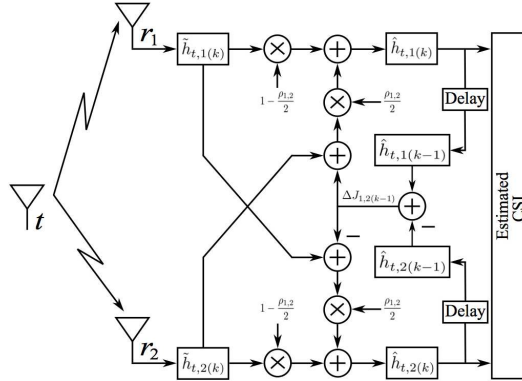 r₁
h̃ₜ,₁₍ₖ₎
ĥₜ,₁₍ₖ₎
1 − ρ₁,₂/2
ρ₁,₂/2
Delay
ĥₜ,₁₍ₖ₋₁₎
t
ΔJ₁,₂₍ₖ₋₁₎
Estimated CSI
−
−
ĥₜ,₂₍ₖ₋₁₎
1 − ρ₁,₂/2
ρ₁,₂/2
Delay
r₂
h̃ₜ,₂₍ₖ₎
ĥₜ,₂₍ₖ₎